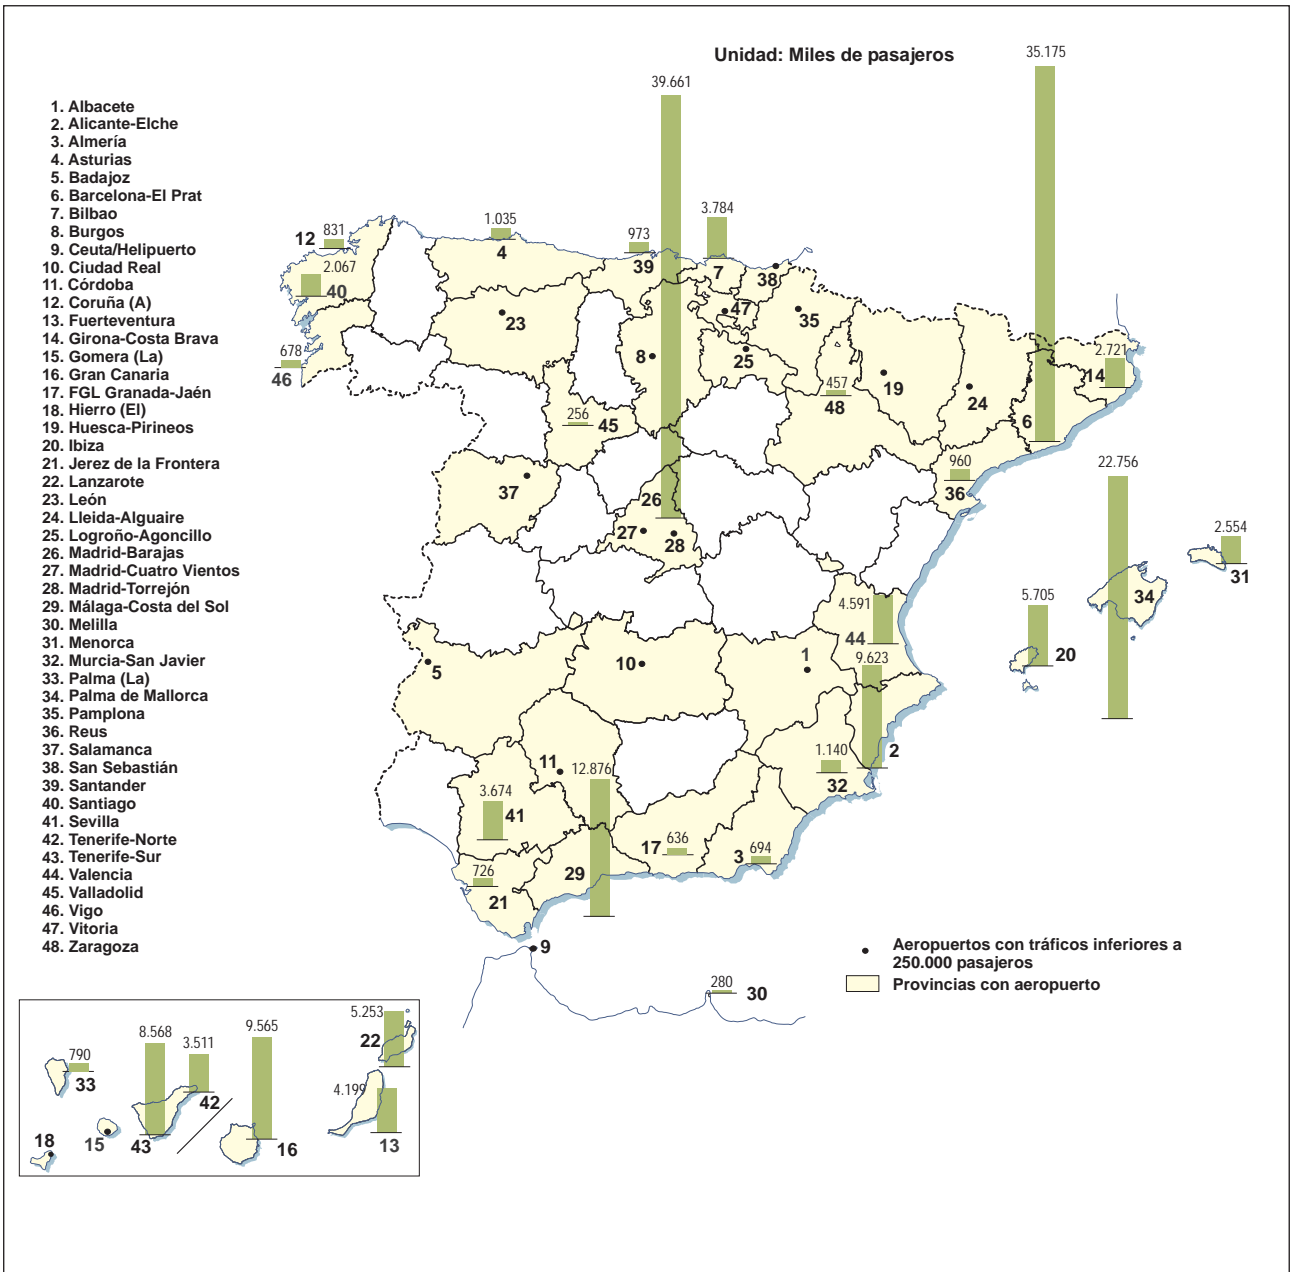 Unidad: Miles de pasajeros
1. Albacete
2. Alicante-Elche
3. Almería
4. Asturias
5. Badajoz
6. Barcelona-El Prat
7. Bilbao
8. Burgos
9. Ceuta/Helipuerto
10. Ciudad Real
11. Córdoba
12. Coruña (A)
13. Fuerteventura
14. Girona-Costa Brava
15. Gomera (La)
16. Gran Canaria
17. FGL Granada-Jaén
18. Hierro (El)
19. Huesca-Pirineos
20. Ibiza
21. Jerez de la Frontera
22. Lanzarote
23. León
24. Lleida-Alguaire
25. Logroño-Agoncillo
26. Madrid-Barajas
27. Madrid-Cuatro Vientos
28. Madrid-Torrejón
29. Málaga-Costa del Sol
30. Melilla
31. Menorca
32. Murcia-San Javier
33. Palma (La)
34. Palma de Mallorca
35. Pamplona
36. Reus
37. Salamanca
38. San Sebastián
39. Santander
40. Santiago
41. Sevilla
42. Tenerife-Norte
43. Tenerife-Sur
44. Valencia
45. Valladolid
46. Vigo
47. Vitoria
48. Zaragoza
35.175
39.661
3.784
1.035
831
12
4
973
39
7
38
2.067
40
23
47
35
8
25
678
46
457
48
19
24
2.721
14
6
256
45
37
960
36
22.756
26
27
28
2.554
31
5.705
34
20
4.591
44
9.623
5
10
1
2
11
12.876
1.140
32
3.674
41
17
636
3
694
726
21
29
9
280
30
Aeropuertos con tráficos inferiores a
250.000 pasajeros
Provincias con aeropuerto
5.253
22
8.568
3.511
9.565
790
33
42
4.199
18
15
43
16
13